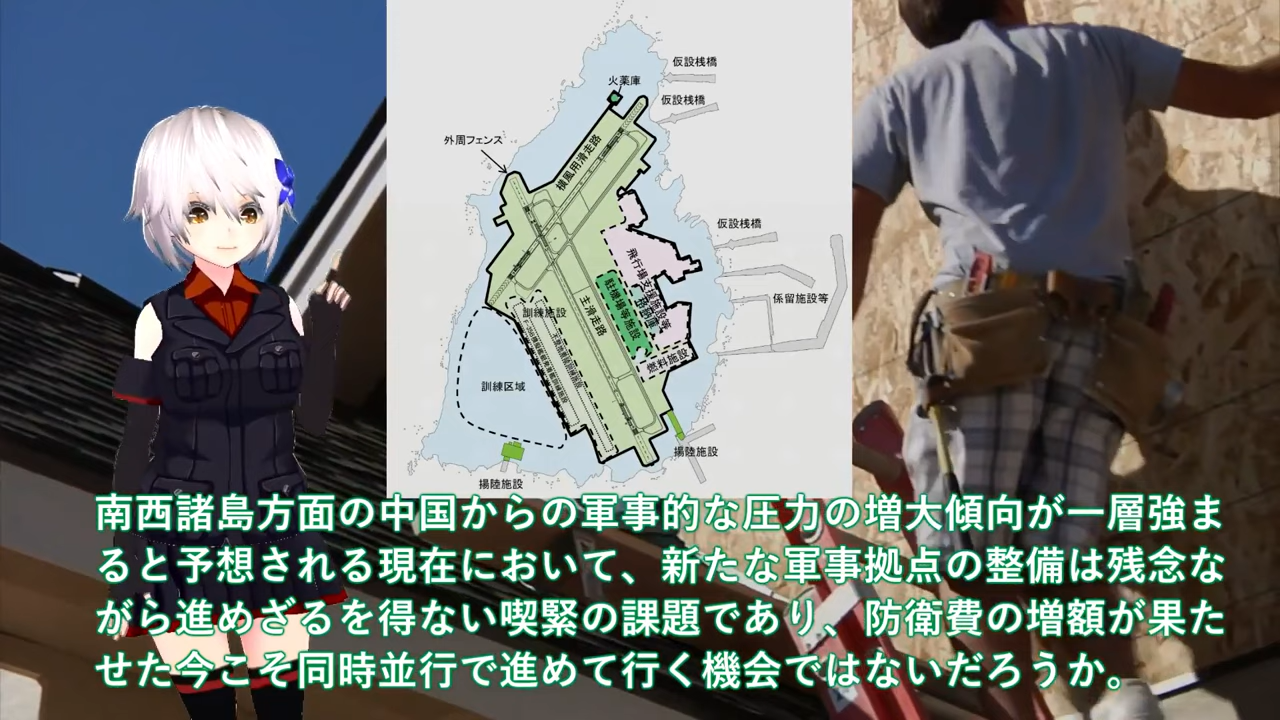 仮設桟橋
火薬庫
仮設桟橋
外周フェンス
横風用滑走路
仮設桟橋
飛行場支援施設等
係留施設等
駐機場等施設
訓練施設
主滑走路
燃料施設
訓練区域
揚陸施設
揚陸施設
南西諸島方面の中国からの軍事的な圧力の増大傾向が一層強ま
ると予想される現在において、新たな軍事拠点の整備は残念な
がら進めざるを得ない喫緊の課題であり、防衛費の増額が果た
せた今こそ同時並行で進めて行く機会ではないだろうか。